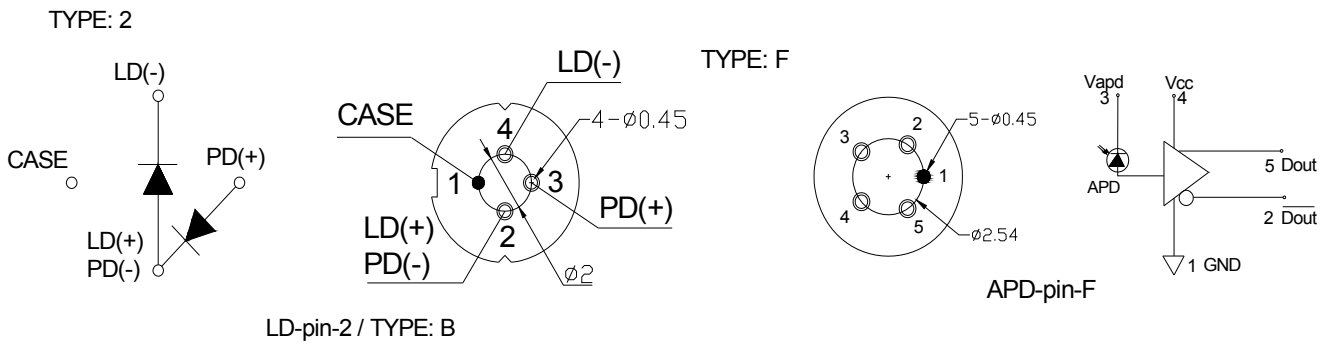 TYPE: 2
LD(-)
CASE
PD(+)
LD(+)
PD(-)
LD(-)
CASE
4-Ø0.45
4
1
3
2
PD(+)
LD(+)
PD(-)
Ø2
LD-pin-2 / TYPE: B
TYPE: F
5-Ø0.45
2
3
1
4
5
Ø2.54
APD-pin-F
Vapd
3
Vcc
4
APD
5 Dout
2 D̅o̅u̅t̅
1 GND